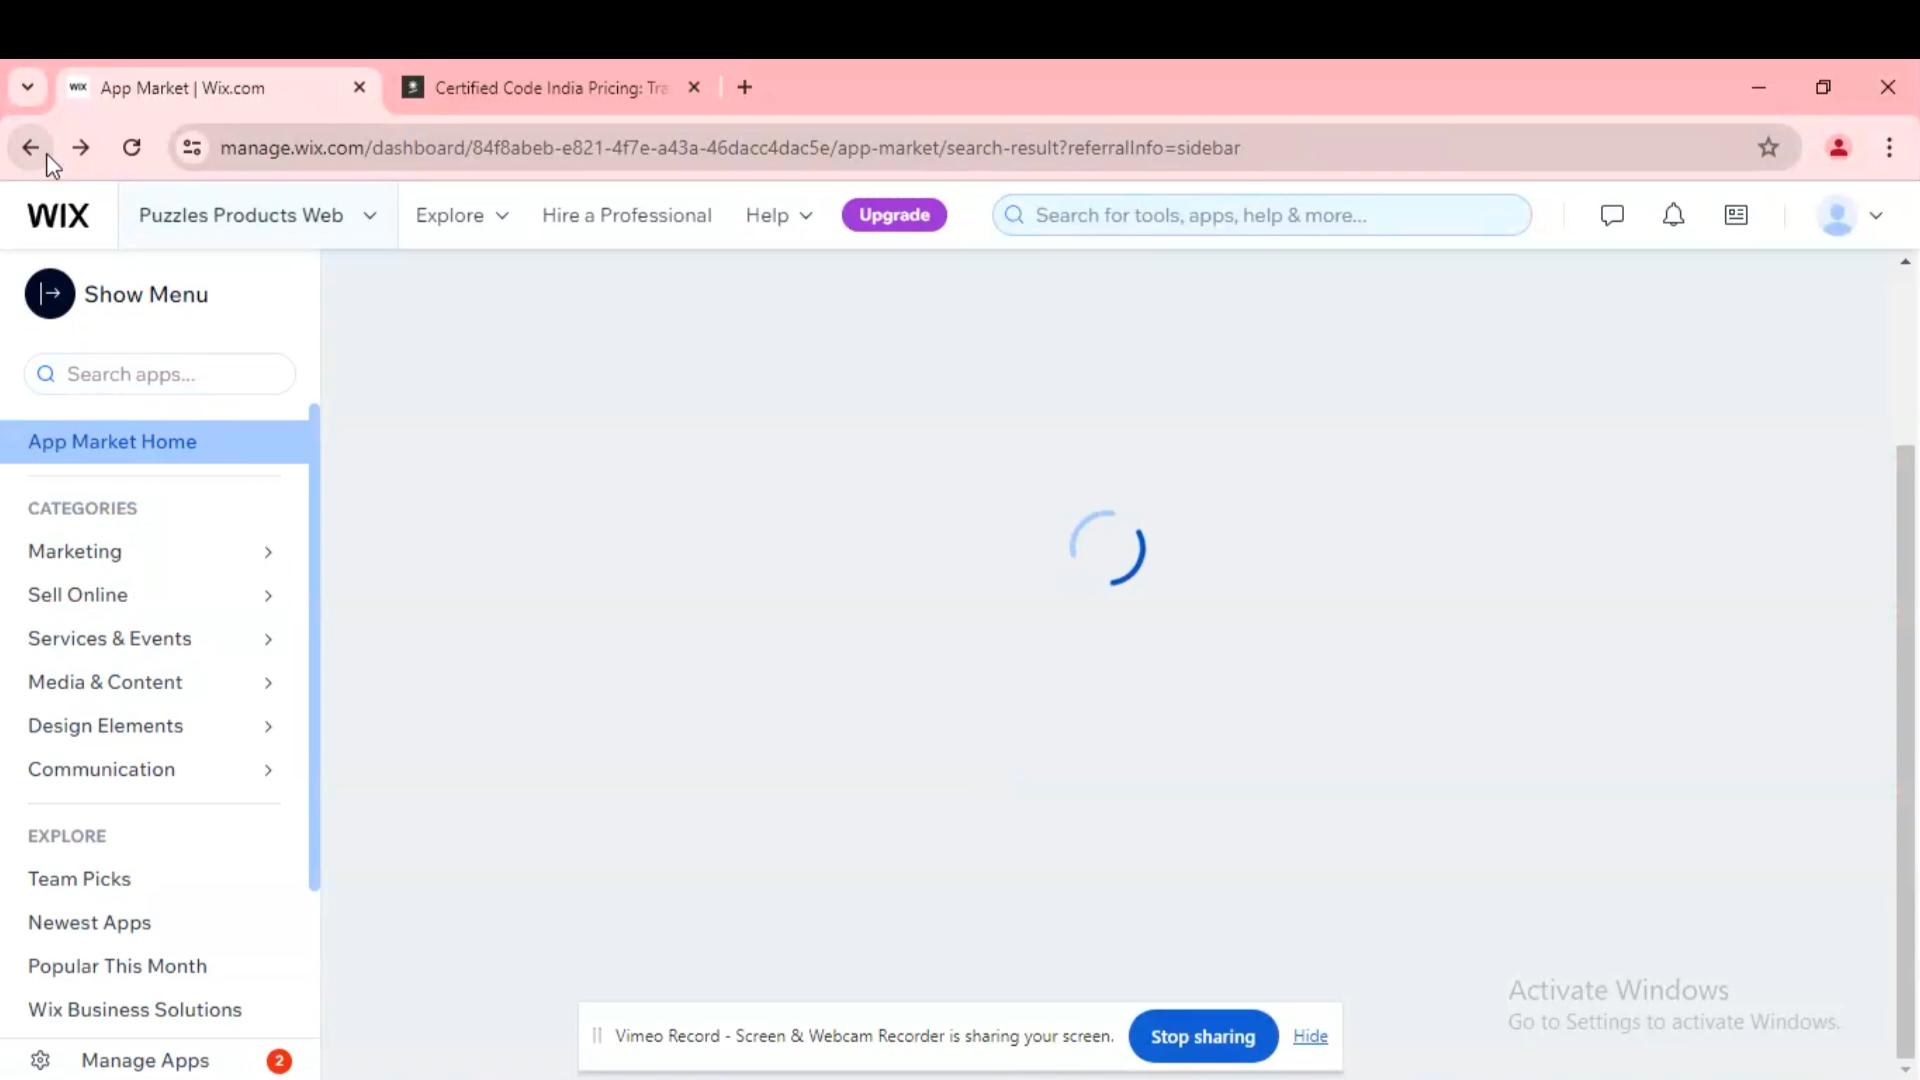 WIX App Market | Wix.com
Certified Code India Pricing: Tra
manage.wix.com/dashboard/84f8abeb-e821-4f7e-a43a-46dacc4dac5e/app-market/search-result?referralInfo=sidebar
WIX
Puzzles Products Web
Explore
Hire a Professional
Help
Upgrade
Search for tools, apps, help & more...
Show Menu
Search apps...
App Market Home
CATEGORIES
Marketing
Sell Online
Services & Events
Media & Content
Design Elements
Communication
EXPLORE
Team Picks
Newest Apps
Popular This Month
Wix Business Solutions
Manage Apps 2
Vimeo Record - Screen & Webcam Recorder is sharing your screen.
Stop sharing
Hide
Activate Windows
Go to Settings to activate Windows.